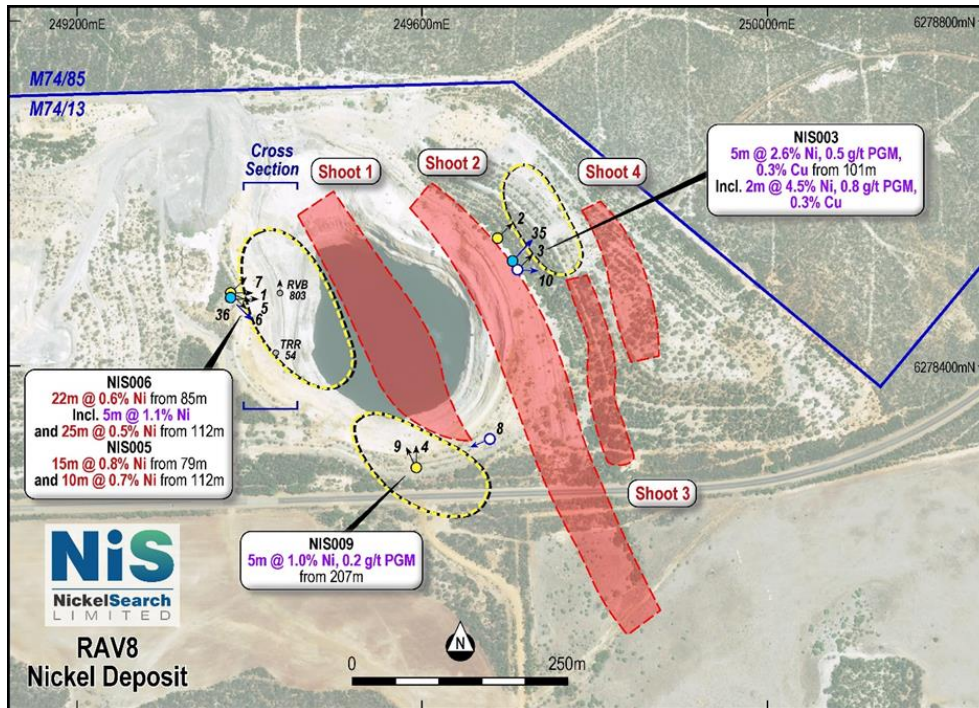 249200mE
249600mE
250000mE
6278800mN
M74/85
M74/13
Cross
Section
Shoot 1
Shoot 2
Shoot 4
NIS003
5m @ 2.6% Ni, 0.5 g/t PGM,
0.3% Cu from 101m
Incl. 2m @ 4.5% Ni, 0.8 g/t PGM,
0.3% Cu
2
35
3
10
7
1
5
6
36
RVB
803
TRR
54
6278400mN
NIS006
22m @ 0.6% Ni from 85m
Incl. 5m @ 1.1% Ni
and 25m @ 0.5% Ni from 112m
NIS005
15m @ 0.8% Ni from 79m
and 10m @ 0.7% Ni from 112m
9
4
8
Shoot 3
NIS009
5m @ 1.0% Ni, 0.2 g/t PGM
from 207m
NiS
NickelSearch
LIMITED
RAV8
Nickel Deposit
N
0
250m